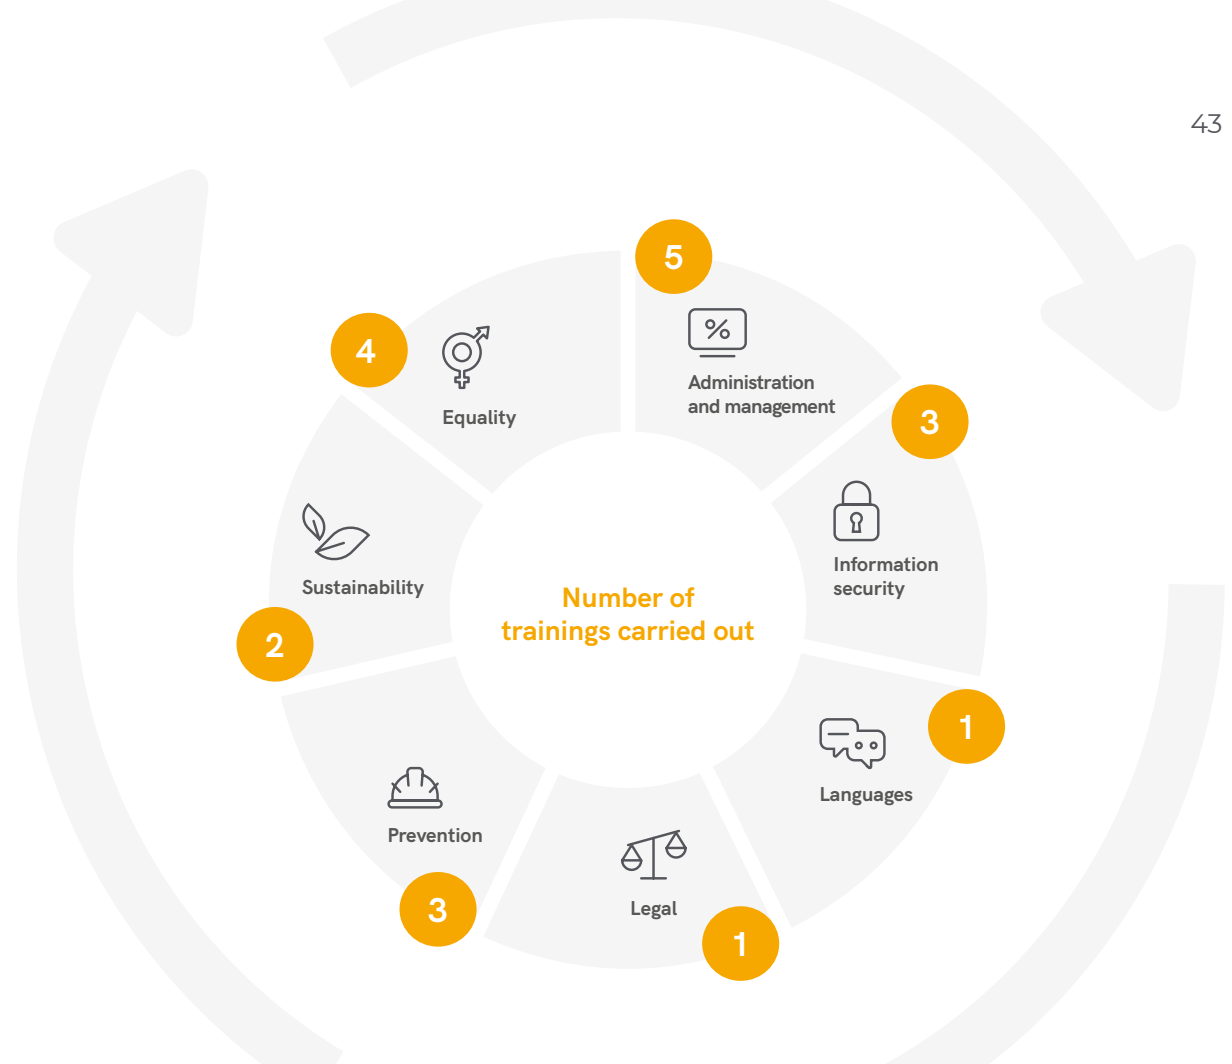 43
5
%
Administration
and management
3
Information
security
1
Languages
1
Legal
3
Prevention
2
Sustainability
4
Equality
Number of
trainings carried out